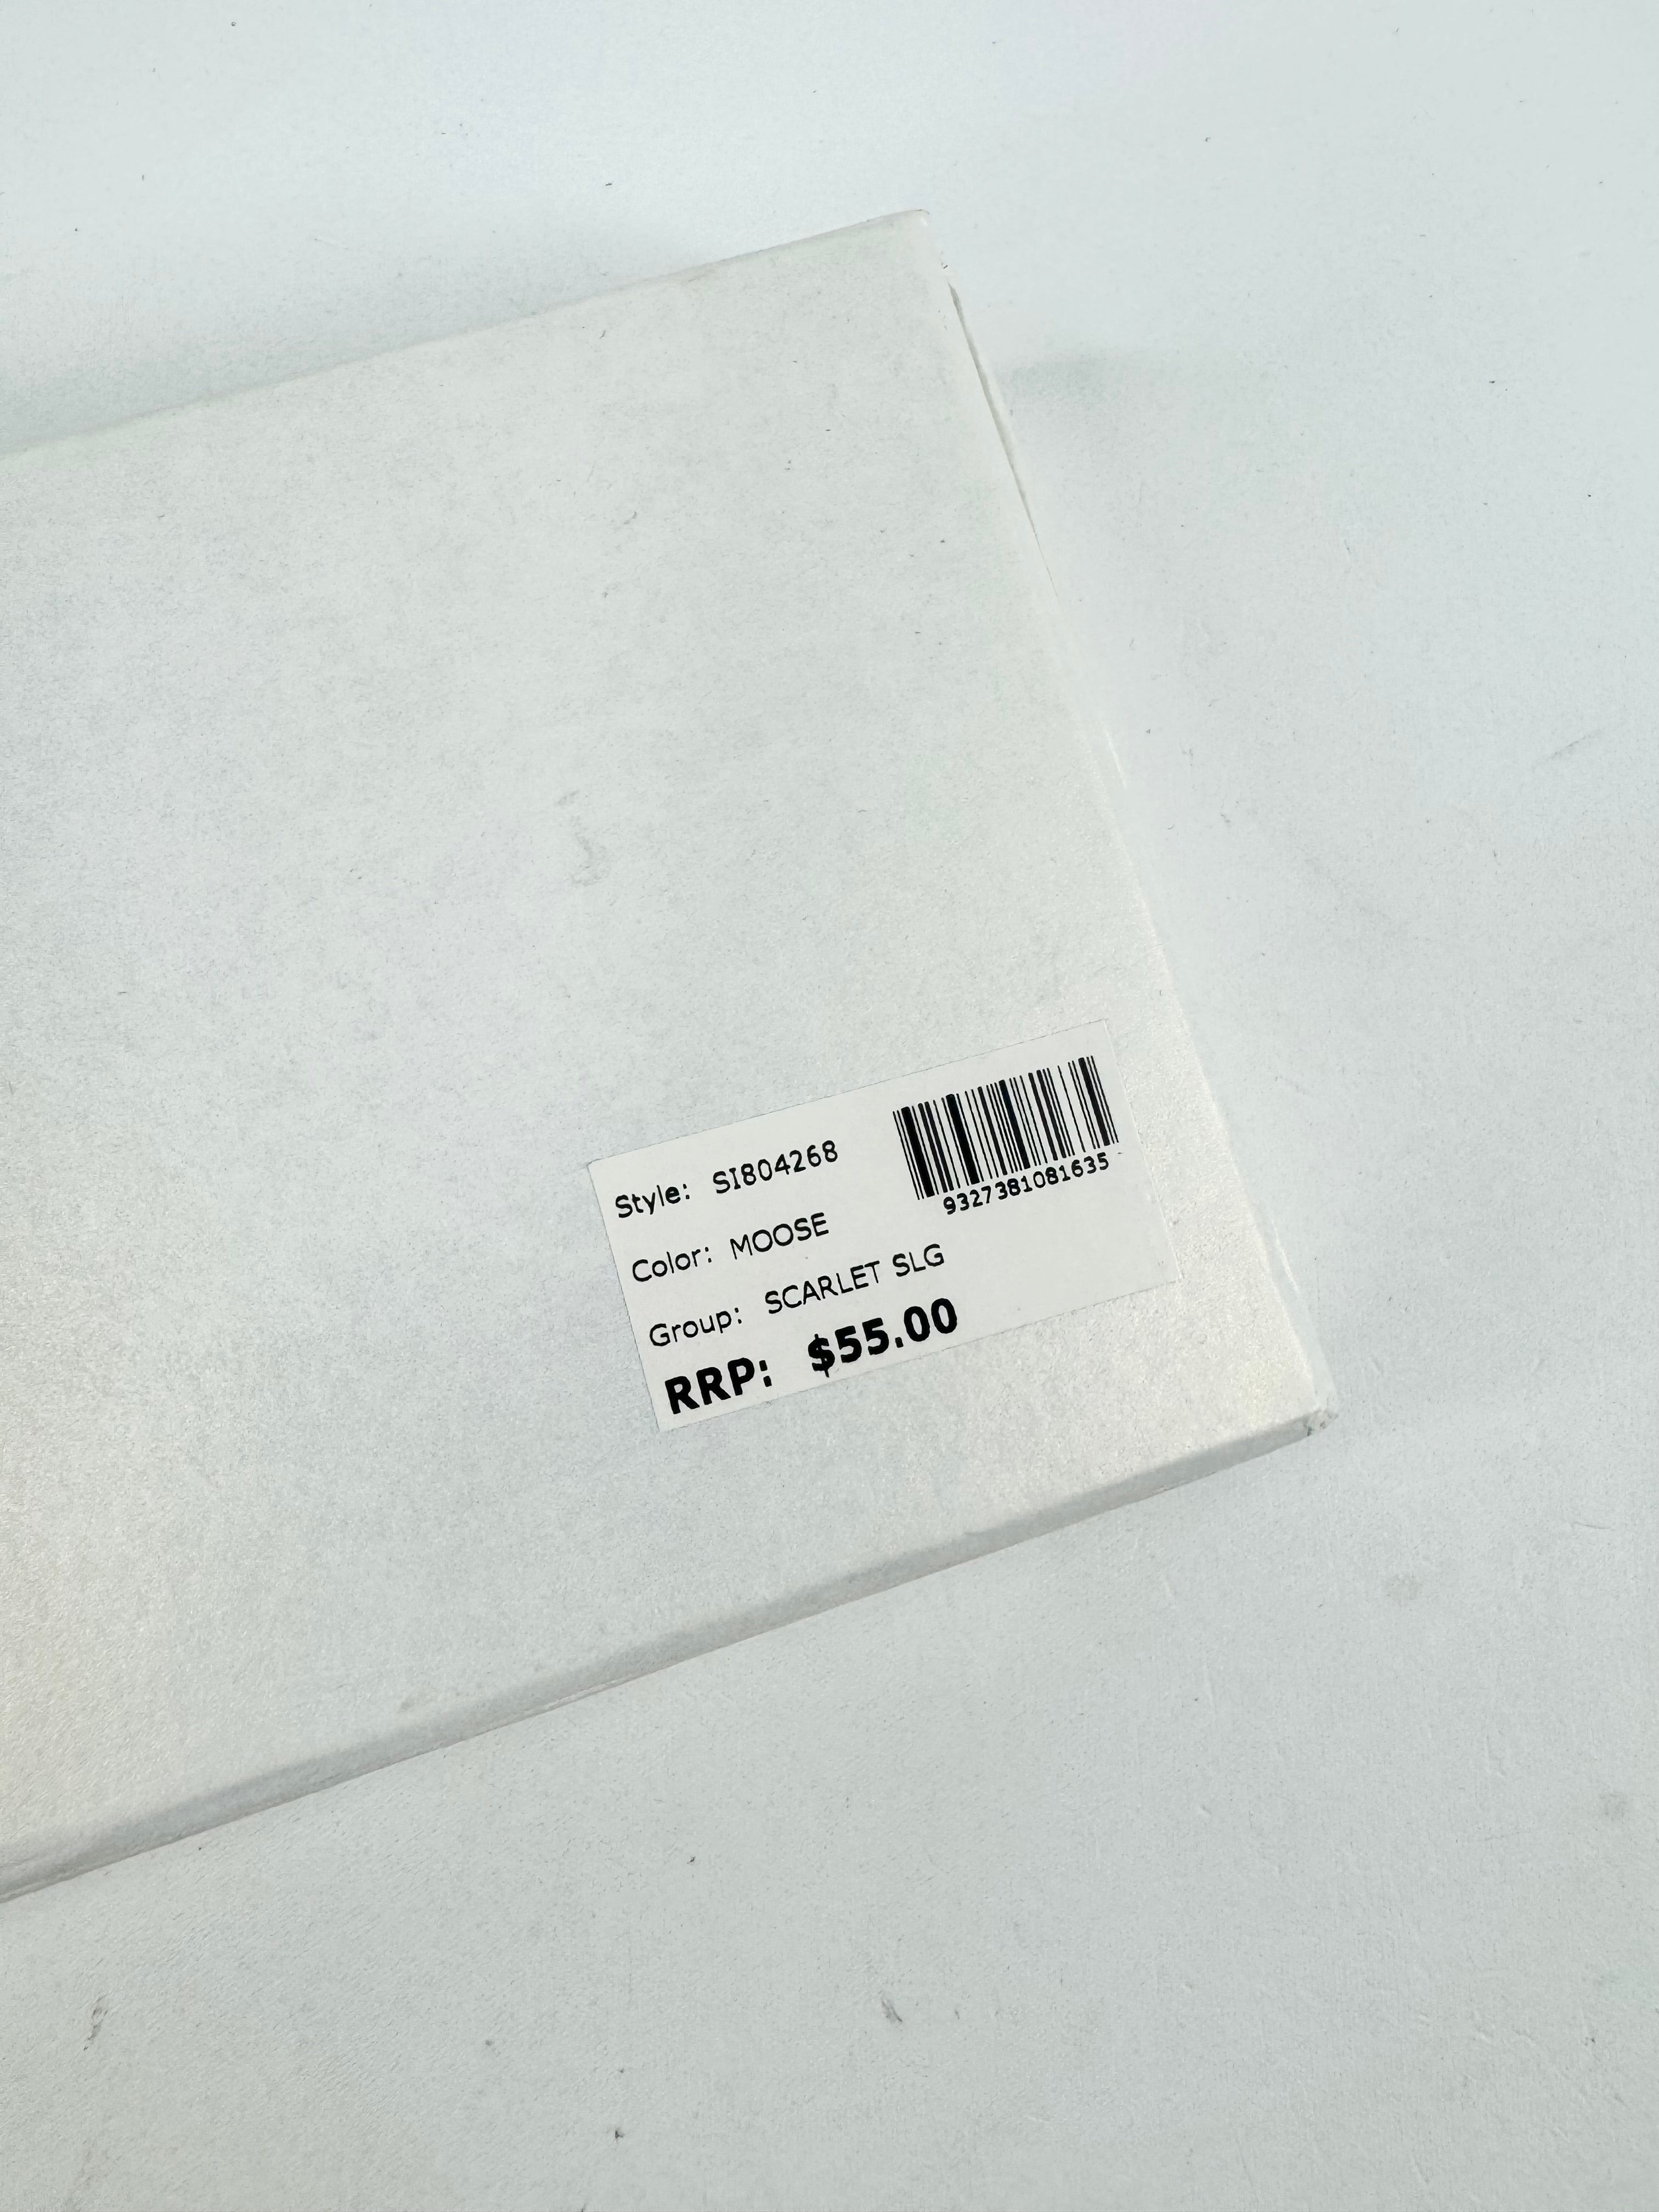 Style: SI804268
9327381081635
Color: MOOSE
Group: SCARLET SLG
RRP: $55.00